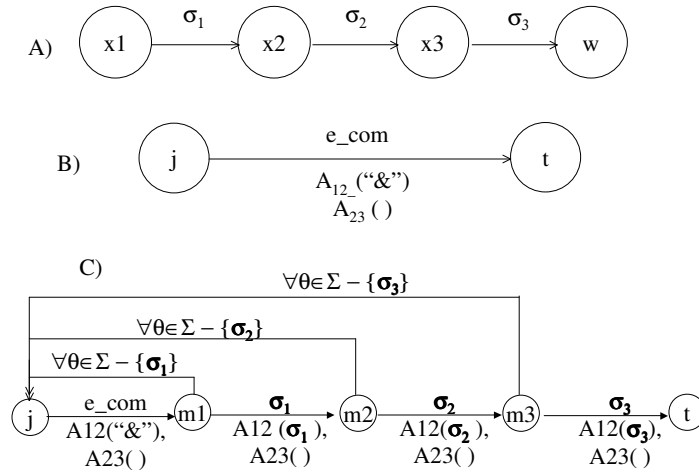 A) x1 σ₁ x2 σ₂ x3 σ₃ w
B) j e_com t
A₁₂_(“&”)
A₂₃ ( )
C)
∀θ∈Σ – {σ₃}
∀θ∈Σ – {σ₂}
∀θ∈Σ – {σ₁}
j e_com m1 σ₁ m2 σ₂ m3 σ₃ t
A12(“&”), A12 (σ₁ ), A12(σ₂), A12(σ₃),
A23( ) A23( ) A23( ) A23( )